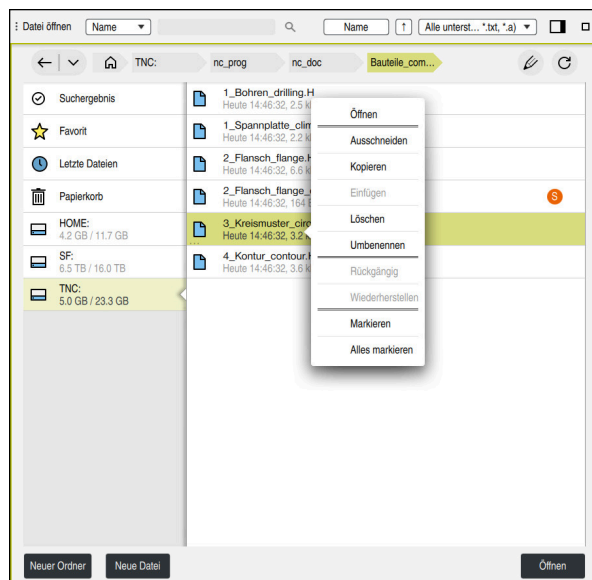 Datei öffnen Name Name ↑ Alle unterst... *.txt, *.a)
TNC: nc_prog nc_doc Bauteile_com...
Suchergebnis
Favorit
Letzte Dateien
Papierkorb
HOME:
4.2 GB / 11.7 GB
SF:
6.5 TB / 16.0 TB
TNC:
5.0 GB / 23.3 GB
1_Bohren_drilling.H
Heute 14:46:32, 2.5
1_Spannplatte_clim
Heute 14:46:32, 2.2
2_Flansch_flange.H
Heute 14:46:32, 6.6
2_Flansch_flange_
Heute 14:46:32, 164
S
3_Kreismuster_circ
Heute 14:46:32, 3.2
...
4_Kontur_contour.H
Heute 14:46:32, 3.6
Öffnen
Ausschneiden
Kopieren
Einfügen
Löschen
Umbenennen
Rückgängig
Wiederherstellen
Markieren
Alles markieren
Neuer Ordner Neue Datei Öffnen